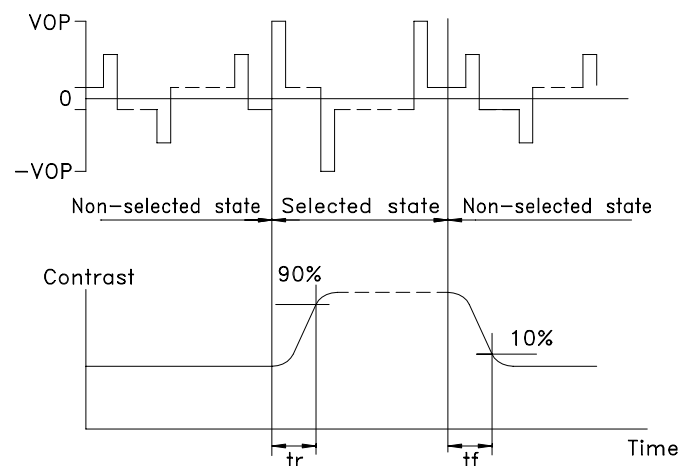 VOP
0
−VOP
Non−selected state
Selected state
Non−selected state
Contrast
90%
10%
Time
tr
tf